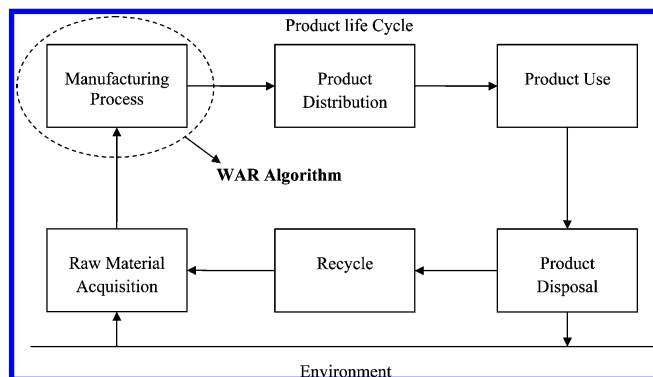 Product life Cycle
Manufacturing
Process
Product
Distribution
Product Use
WAR Algorithm
Raw Material
Acquisition
Recycle
Product
Disposal
Environment